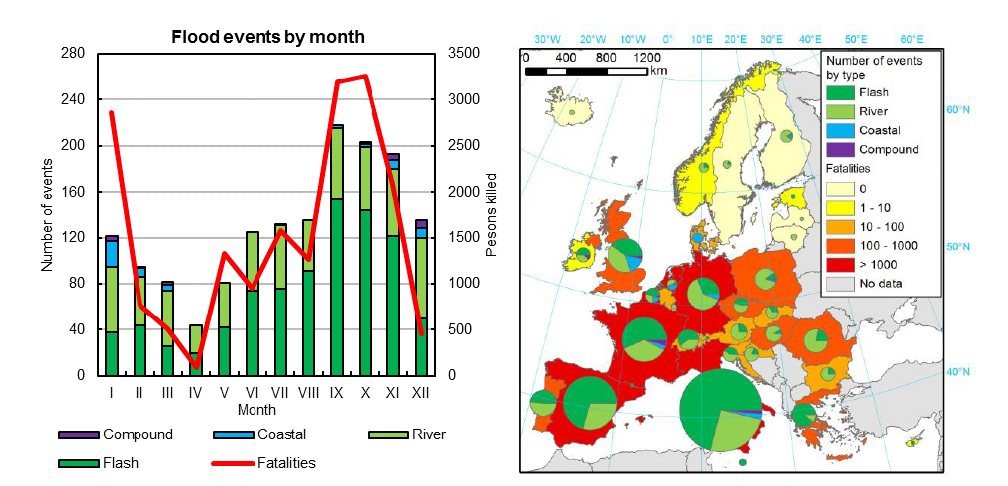 Flood events by month
280
240
200
160
120
80
40
0
Number of events
3500
3000
2500
2000
1500
1000
500
0
Pesons killed
I II III IV V VI VII VIII IX X XI XII
Month
Compound Coastal River
Flash Fatalities
30°W 20°W 10°W 0° 10°E 20°E 30°E 40°E 50°E 60°E
0 400 800 1200
km
60°N
50°N
40°N
Number of events
by type
Flash
River
Coastal
Compound
Fatalities
0
1 - 10
10 - 100
100 - 1000
> 1000
No data